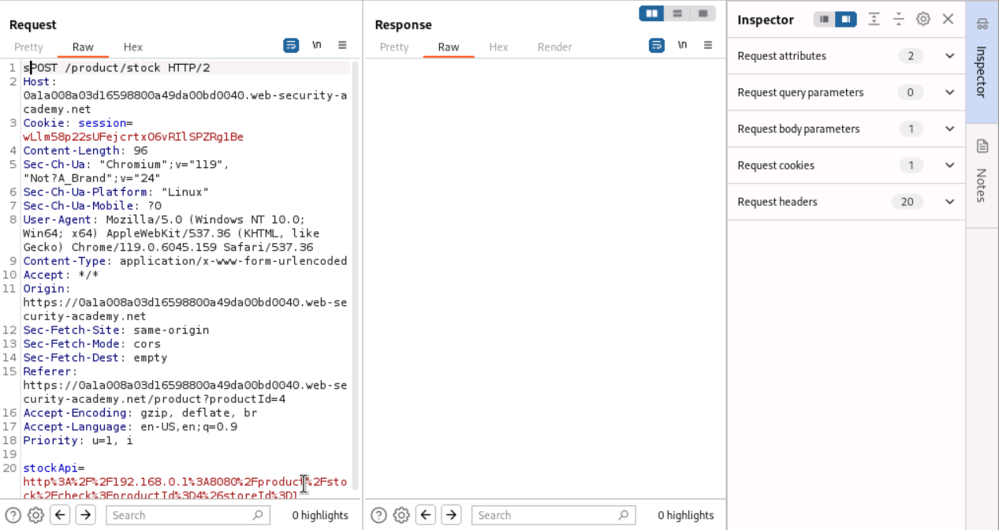 Request
Pretty Raw Hex
\n
1 sPOST /product/stock HTTP/2
2 Host:
0a1a008a03d16598800a49da00bd0040.web-security-a
cademy.net
3 Cookie: session=
wLlm58p22sUFejcrtxO6vRIlSPZRg1Be
4 Content-Length: 96
5 Sec-Ch-Ua: "Chromium";v="119",
"Not?A_Brand";v="24"
6 Sec-Ch-Ua-Platform: "Linux"
7 Sec-Ch-Ua-Mobile: ?0
8 User-Agent: Mozilla/5.0 (Windows NT 10.0;
Win64; x64) AppleWebKit/537.36 (KHTML, like
Gecko) Chrome/119.0.6045.159 Safari/537.36
9 Content-Type: application/x-www-form-urlencoded
10 Accept: */*
11 Origin:
https://0a1a008a03d16598800a49da00bd0040.web-se
curity-academy.net
12 Sec-Fetch-Site: same-origin
13 Sec-Fetch-Mode: cors
14 Sec-Fetch-Dest: empty
15 Referer:
https://0a1a008a03d16598800a49da00bd0040.web-se
curity-academy.net/product?productId=4
16 Accept-Encoding: gzip, deflate, br
17 Accept-Language: en-US,en;q=0.9
18 Priority: u=1, i
19
20 stockApi=
http%3A%2F%2F192.168.0.1%3A8080%2Fproduct%2Fsto
ck%2Fcheck%3FproductId%3D4%26storeId%3D1
Search
0 highlights
Response
Pretty Raw Hex Render
\n
Search
0 highlights
Inspector
Request attributes 2
Request query parameters 0
Request body parameters 1
Request cookies 1
Request headers 20
Inspector
Notes